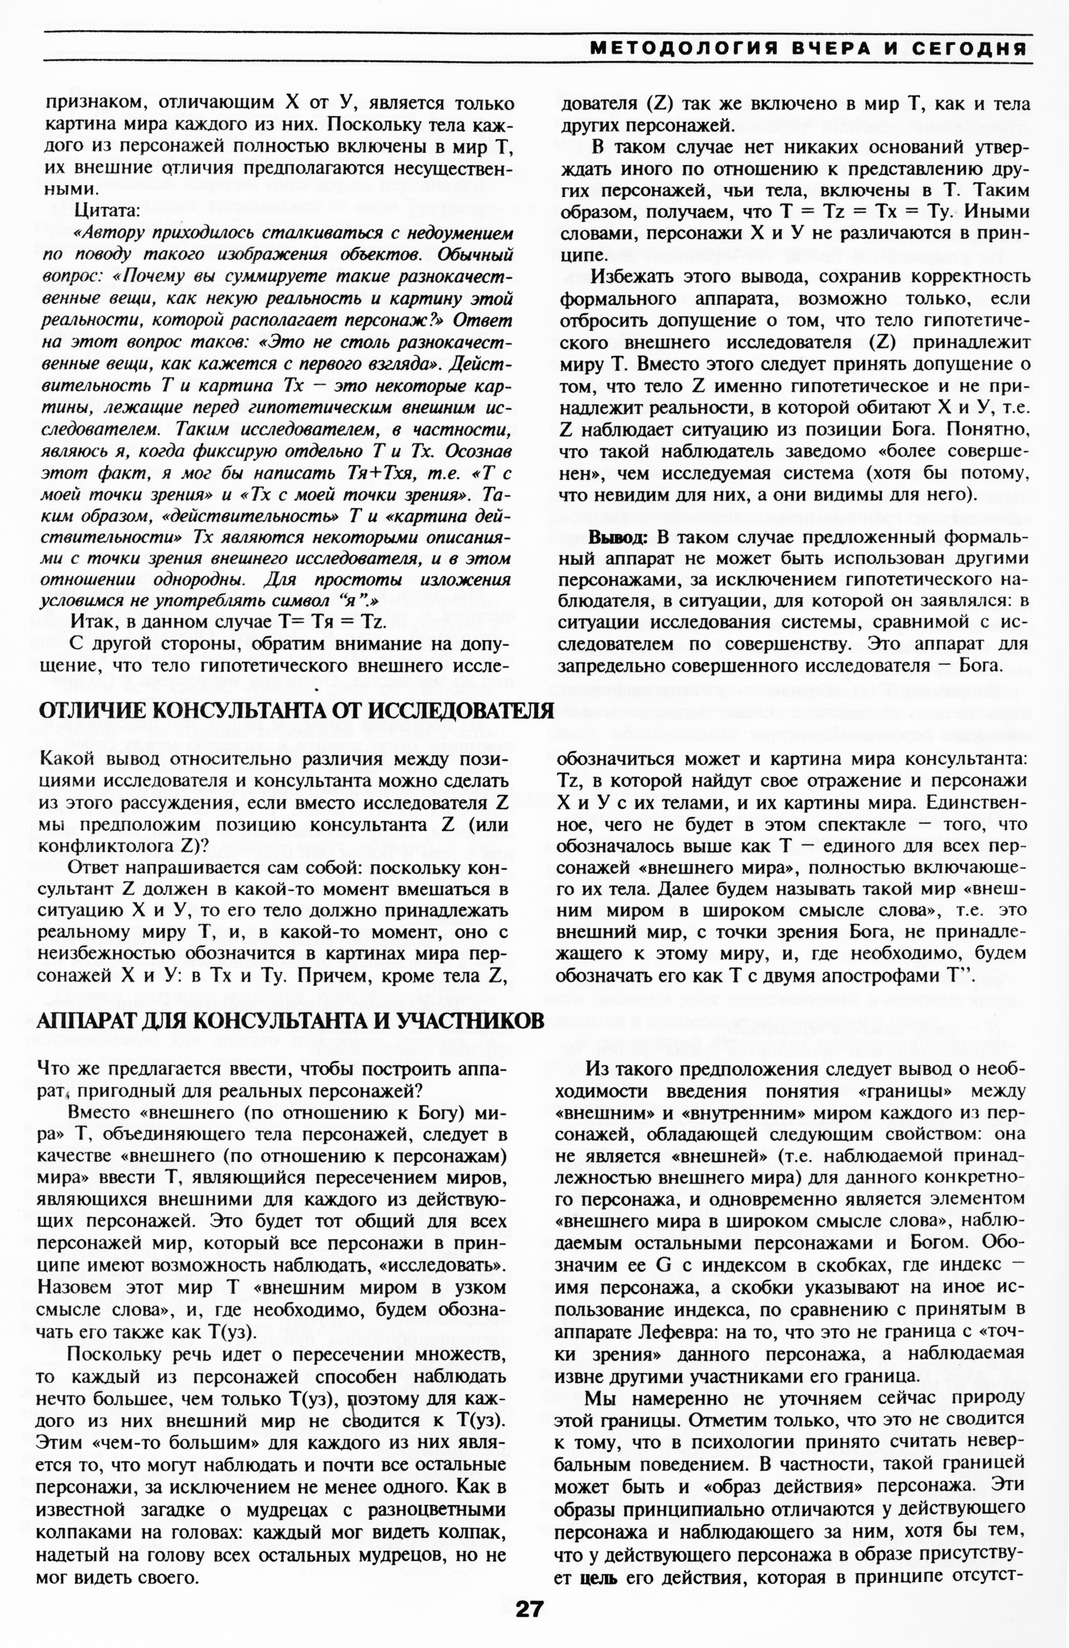 МЕТОДОЛОГИЯ ВЧЕРА И СЕГОДНЯ
признаком, отличающим X от У, является только
картина мира каждого из них. Поскольку тела каж-
дого из персонажей полностью включены в мир Т,
их внешние отличия предполагаются несуществен-
ными.
Цитата:
«Автору приходилось сталкиваться с недоумением
по поводу такого изображения объектов. Обычный
вопрос: «Почему вы суммируете такие разнокачест-
венные вещи, как некую реальность и картину этой
реальности, которой располагает персонаж?» Ответ
на этот вопрос таков: «Это не столь разнокачест-
венные вещи, как кажется с первого взгляда». Дейст-
вительность Т и картина Тх — это некоторые кар-
тины, лежащие перед гипотетическим внешним ис-
следователем. Таким исследователем, в частности,
являюсь я, когда фиксирую отдельно Т и Тх. Осознав
этот факт, я мог бы написать Тя+Тхя, т.е. «Т с
моей точки зрения» и «Тх с моей точки зрения». Та-
ким образом, «действительность» Т и «картина дей-
ствительности» Тх являются некоторыми описания-
ми с точки зрения внешнего исследователя, и в этом
отношении однородны. Для простоты изложения
условимся не употреблять символ “я”.»
Итак, в данном случае Т= Тя = Tz.
С другой стороны, обратим внимание на допу-
щение, что тело гипотетического внешнего иссле-
дователя (Z) так же включено в мир Т, как и тела
других персонажей.
В таком случае нет никаких оснований утвер-
ждать иного по отношению к представлению дру-
гих персонажей, чьи тела, включены в Т. Таким
образом, получаем, что Т = Tz = Тх = Ту. Иными
словами, персонажи X и У не различаются в прин-
ципе.
Избежать этого вывода, сохранив корректность
формального аппарата, возможно только, если
отбросить допущение о том, что тело гипотетиче-
ского внешнего исследователя (Z) принадлежит
миру Т. Вместо этого следует принять допущение о
том, что тело Z именно гипотетическое и не при-
надлежит реальности, в которой обитают X и У, т.е.
Z наблюдает ситуацию из позиции Бога. Понятно,
что такой наблюдатель заведомо «более соверше-
нен», чем исследуемая система (хотя бы потому,
что невидим для них, а они видимы для него).
Вывод: В таком случае предложенный формаль-
ный аппарат не может быть использован другими
персонажами, за исключением гипотетического на-
блюдателя, в ситуации, для которой он заявлялся: в
ситуации исследования системы, сравнимой с ис-
следователем по совершенству. Это аппарат для
запредельно совершенного исследователя — Бога.
ОТЛИЧИЕ КОНСУЛЬТАНТА ОТ ИССЛЕДОВАТЕЛЯ
Какой вывод относительно различия между пози-
циями исследователя и консультанта можно сделать
из этого рассуждения, если вместо исследователя Z
мы предположим позицию консультанта Z (или
конфликтолога Z)?
Ответ напрашивается сам собой: поскольку кон-
сультант Z должен в какой-то момент вмешаться в
ситуацию X и У, то его тело должно принадлежать
реальному миру Т, и, в какой-то момент, оно с
неизбежностью обозначится в картинах мира пер-
сонажей X и У: в Тх и Ту. Причем, кроме тела Z,
обозначиться может и картина мира консультанта:
Tz, в которой найдут свое отражение и персонажи
X и У с их телами, и их картины мира. Единствен-
ное, чего не будет в этом спектакле — того, что
обозначалось выше как Т — единого для всех пер-
сонажей «внешнего мира», полностью включающе-
го их тела. Далее будем называть такой мир «внеш-
ним миром в широком смысле слова», т.е. это
внешний мир, с точки зрения Бога, не принадле-
жащего к этому миру, и, где необходимо, будем
обозначать его как Т с двумя апострофами Т”.
АППАРАТ ДЛЯ КОНСУЛЬТАНТА И УЧАСТНИКОВ
Что же предлагается ввести, чтобы построить аппа-
рат, пригодный для реальных персонажей?
Вместо «внешнего (по отношению к Богу) ми-
ра» Т, объединяющего тела персонажей, следует в
качестве «внешнего (по отношению к персонажам)
мира» ввести Т, являющийся пересечением миров,
являющихся внешними для каждого из действую-
щих персонажей. Это будет тот общий для всех
персонажей мир, который все персонажи в прин-
ципе имеют возможность наблюдать, «исследовать».
Назовем этот мир Т «внешним миром в узком
смысле слова», и, где необходимо, будем обозна-
чать его также как Т(уз).
Поскольку речь идет о пересечении множеств,
то каждый из персонажей способен наблюдать
нечто большее, чем только Т(уз), поэтому для каж-
дого из них внешний мир не сводится к Т(уз).
Этим «чем-то большим» для каждого из них явля-
ется то, что могут наблюдать и почти все остальные
персонажи, за исключением не менее одного. Как в
известной загадке о мудрецах с разноцветными
колпаками на головах: каждый мог видеть колпак,
надетый на голову всех остальных мудрецов, но не
мог видеть своего.
Из такого предположения следует вывод о необ-
ходимости введения понятия «границы» между
«внешним» и «внутренним» миром каждого из пер-
сонажей, обладающей следующим свойством: она
не является «внешней» (т.е. наблюдаемой принад-
лежностью внешнего мира) для данного конкретно-
го персонажа, и одновременно является элементом
«внешнего мира в широком смысле слова», наблю-
даемым остальными персонажами и Богом. Обо-
значим ее G с индексом в скобках, где индекс —
имя персонажа, а скобки указывают на иное ис-
пользование индекса, по сравнению с принятым в
аппарате Лефевра: на то, что это не граница с «точ-
ки зрения» данного персонажа, а наблюдаемая
извне другими участниками его граница.
Мы намеренно не уточняем сейчас природу
этой границы. Отметим только, что это не сводится
к тому, что в психологии принято считать невер-
бальным поведением. В частности, такой границей
может быть и «образ действия» персонажа. Эти
образы принципиально отличаются у действующего
персонажа и наблюдающего за ним, хотя бы тем,
что у действующего персонажа в образе присутству-
ет цель его действия, которая в принципе отсутст-
27